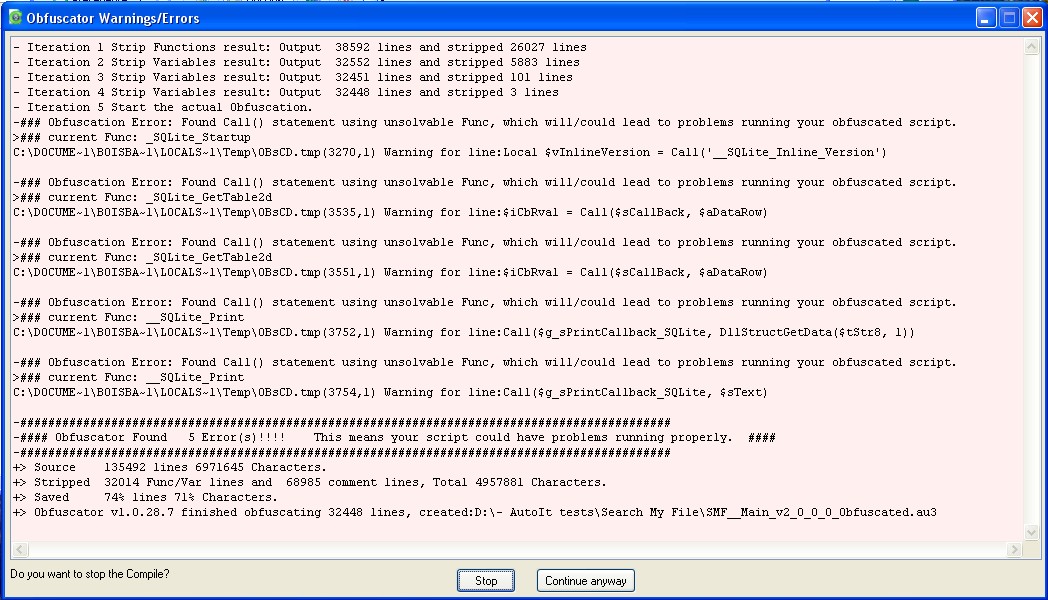 Obfuscator Warnings/Errors
- Iteration 1 Strip Functions result: Output  38592 lines and stripped 26027 lines
- Iteration 2 Strip Variables result: Output  32552 lines and stripped 5883 lines
- Iteration 3 Strip Variables result: Output  32451 lines and stripped 101 lines
- Iteration 4 Strip Variables result: Output  32448 lines and stripped 3 lines
- Iteration 5 Start the actual Obfuscation.
-### Obfuscation Error: Found Call() statement using unsolvable Func, which will/could lead to problems running your obfuscated script.
>### current Func: _SQLite_Startup
C:\DOCUME~1\BOISBA~1\LOCALS~1\Temp\OBsCD.tmp(3270,1) Warning for line:Local $vInlineVersion = Call('__SQLite_Inline_Version')
-### Obfuscation Error: Found Call() statement using unsolvable Func, which will/could lead to problems running your obfuscated script.
>### current Func: _SQLite_GetTable2d
C:\DOCUME~1\BOISBA~1\LOCALS~1\Temp\OBsCD.tmp(3535,1) Warning for line:$iCbRval = Call($sCallBack, $aDataRow)
-### Obfuscation Error: Found Call() statement using unsolvable Func, which will/could lead to problems running your obfuscated script.
>### current Func: _SQLite_GetTable2d
C:\DOCUME~1\BOISBA~1\LOCALS~1\Temp\OBsCD.tmp(3551,1) Warning for line:$iCbRval = Call($sCallBack, $aDataRow)
-### Obfuscation Error: Found Call() statement using unsolvable Func, which will/could lead to problems running your obfuscated script.
>### current Func: __SQLite_Print
C:\DOCUME~1\BOISBA~1\LOCALS~1\Temp\OBsCD.tmp(3752,1) Warning for line:Call($g_sPrintCallback_SQLite, DllStructGetData($tStr8, 1))
-### Obfuscation Error: Found Call() statement using unsolvable Func, which will/could lead to problems running your obfuscated script.
>### current Func: __SQLite_Print
C:\DOCUME~1\BOISBA~1\LOCALS~1\Temp\OBsCD.tmp(3754,1) Warning for line:Call($g_sPrintCallback_SQLite, $sText)
-#############################################################################################
-#### Obfuscator Found   5 Error(s)!!!!    This means your script could have problems running properly.  ####
-#############################################################################################
+> Source    135492 lines 6971645 Characters.
+> Stripped  32014 Func/Var lines and  68985 comment lines, Total 4957881 Characters.
+> Saved     74% lines 71% Characters.
+> Obfuscator v1.0.28.7 finished obfuscating 32448 lines, created:D:\- AutoIt tests\Search My File\SMF__Main_v2_0_0_0_Obfuscated.au3
Do you want to stop the Compile?
Stop
Continue anyway